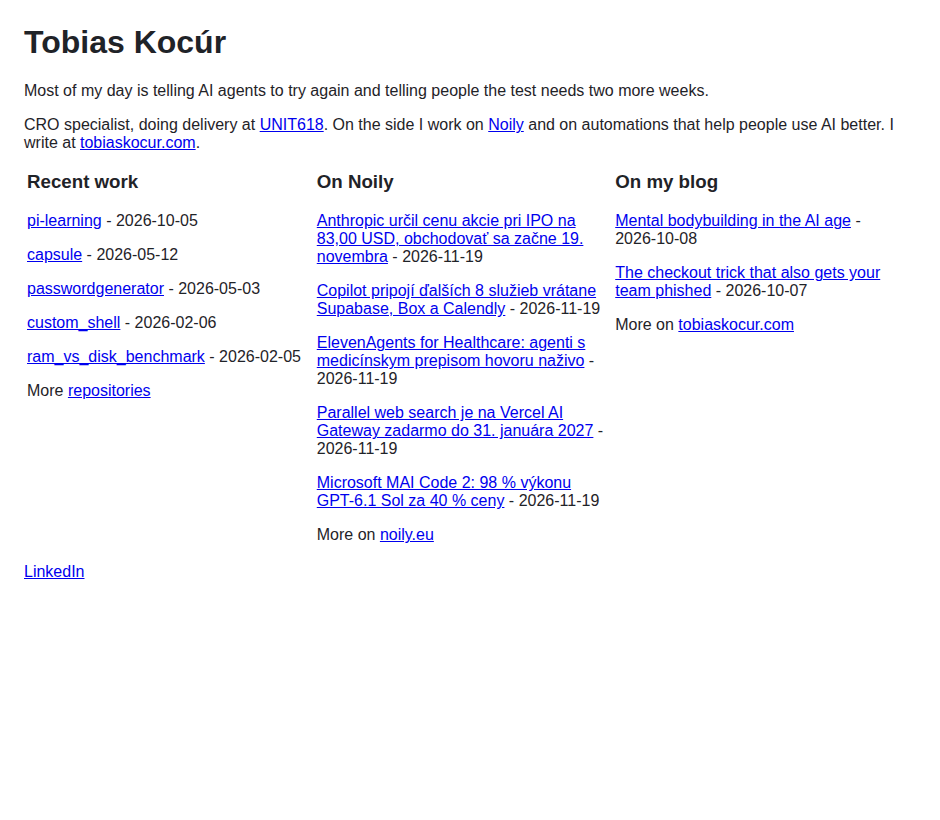 Tobias Kocúr
Most of my day is telling AI agents to try again and telling people the test needs two more weeks.
CRO specialist, doing delivery at UNIT618. On the side I work on Noily and on automations that help people use AI better. I
write at tobiaskocur.com.
Recent work
pi-learning - 2026-10-05
capsule - 2026-05-12
passwordgenerator - 2026-05-03
custom_shell - 2026-02-06
ram_vs_disk_benchmark - 2026-02-05
More repositories
On Noily
Anthropic určil cenu akcie pri IPO na
83,00 USD, obchodovať sa začne 19.
novembra - 2026-11-19
Copilot pripojí ďalších 8 služieb vrátane
Supabase, Box a Calendly - 2026-11-19
ElevenAgents for Healthcare: agenti s
medicínskym prepisom hovoru naživo -
2026-11-19
Parallel web search je na Vercel AI
Gateway zadarmo do 31. januára 2027 -
2026-11-19
Microsoft MAI Code 2: 98 % výkonu
GPT-6.1 Sol za 40 % ceny - 2026-11-19
More on noily.eu
On my blog
Mental bodybuilding in the AI age -
2026-10-08
The checkout trick that also gets your
team phished - 2026-10-07
More on tobiaskocur.com
LinkedIn